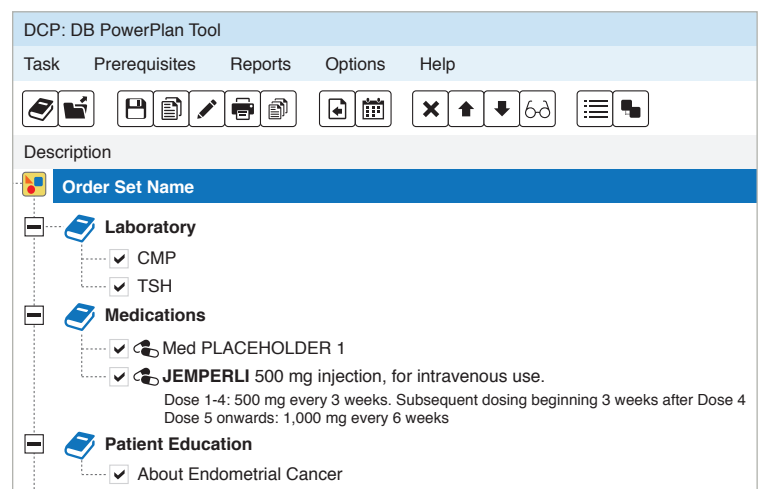 DCP: DB PowerPlan Tool
Task Prerequisites Reports Options Help
Description
Order Set Name
Laboratory
CMP
TSH
Medications
Med PLACEHOLDER 1
JEMPERLI 500 mg injection, for intravenous use.
Dose 1-4: 500 mg every 3 weeks. Subsequent dosing beginning 3 weeks after Dose 4
Dose 5 onwards: 1,000 mg every 6 weeks
Patient Education
About Endometrial Cancer